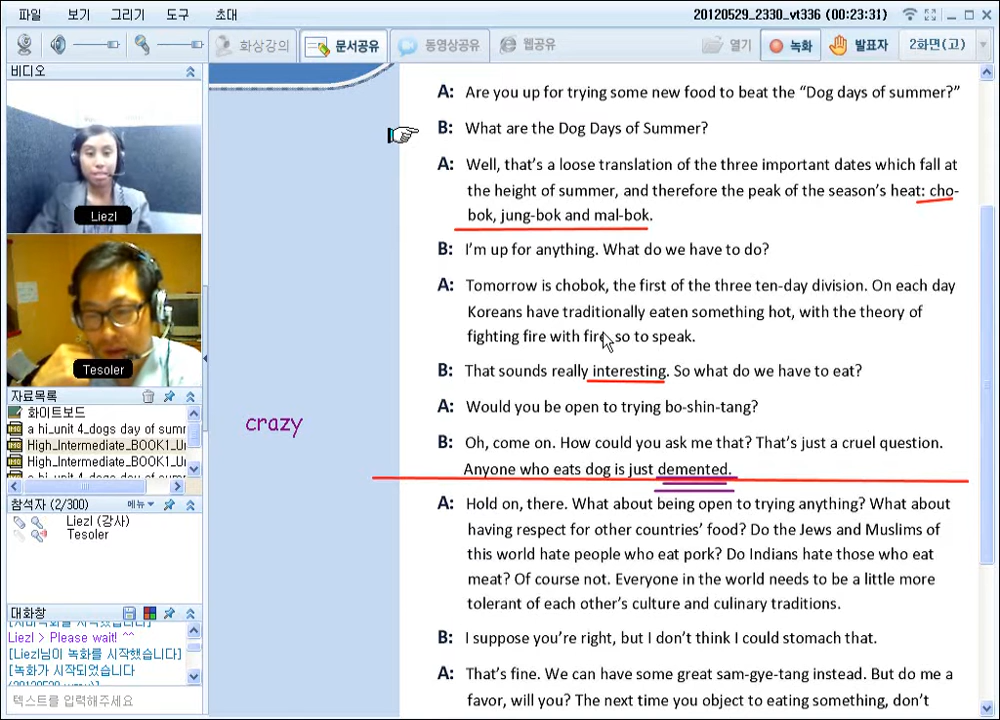 파일 보기 그리기 도구 초대
20120529_2330_vt336 (00:23:31)
화상강의 문서공유 동영상공유 웹공유 열기 녹화 발표자 2화면(고)
비디오
Liezl
Tesoler
자료목록
화이트보드
a hi_unit 4_dogs day of sum
High_Intermediate_BOOK1_U
High_Intermediate_BOOK1_U
a hi_unit 4_dogs day of sum
참석자 (2/300) 메뉴
Liezl (강사)
Tesoler
대화창
Liezl > Please wait! ^^
[Liezl님이 녹화를 시작했습니다]
[녹화가 시작되었습니다
텍스트를 입력해주세요
crazy
A: Are you up for trying some new food to beat the “Dog days of summer?”
B: What are the Dog Days of Summer?
A: Well, that’s a loose translation of the three important dates which fall at
the height of summer, and therefore the peak of the season’s heat: cho-
bok, jung-bok and mal-bok.
B: I’m up for anything. What do we have to do?
A: Tomorrow is chobok, the first of the three ten-day division. On each day
Koreans have traditionally eaten something hot, with the theory of
fighting fire with fire, so to speak.
B: That sounds really interesting. So what do we have to eat?
A: Would you be open to trying bo-shin-tang?
B: Oh, come on. How could you ask me that? That’s just a cruel question.
Anyone who eats dog is just demented.
A: Hold on, there. What about being open to trying anything? What about
having respect for other countries’ food? Do the Jews and Muslims of
this world hate people who eat pork? Do Indians hate those who eat
meat? Of course not. Everyone in the world needs to be a little more
tolerant of each other’s culture and culinary traditions.
B: I suppose you’re right, but I don’t think I could stomach that.
A: That’s fine. We can have some great sam-gye-tang instead. But do me a
favor, will you? The next time you object to eating something, don’t